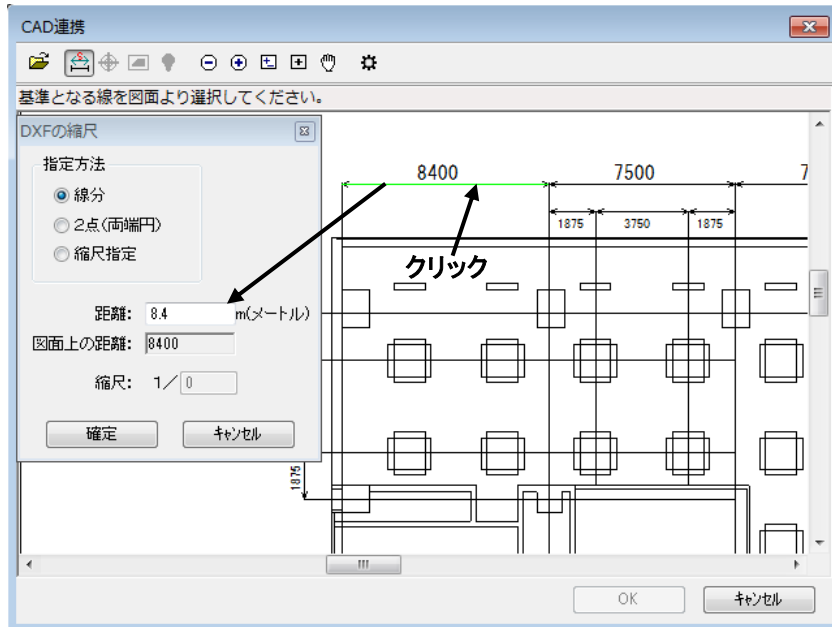 CAD連携
基準となる線を図面より選択してください。
DXFの縮尺
指定方法
線分
2点(両端円)
縮尺指定
距離: 8.4 m(メートル)
図面上の距離: 8400
縮尺: 1/ 0
確定 キャンセル
8400 7500 7
1875 3750 1875
クリック
1875
OK キャンセル